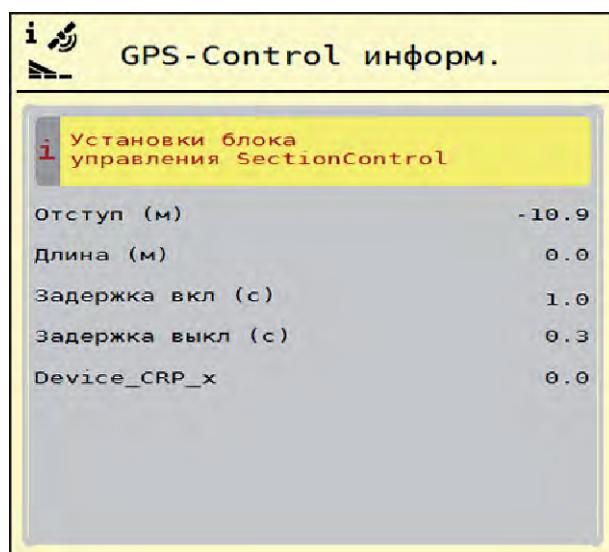 i
GPS-Control информ.
i
Установки блока
управления SectionControl
Отступ (м) -10.9
Длина (м) 0.0
Задержка вкл (с) 1.0
Задержка выкл (с) 0.3
Device_CRP_x 0.0